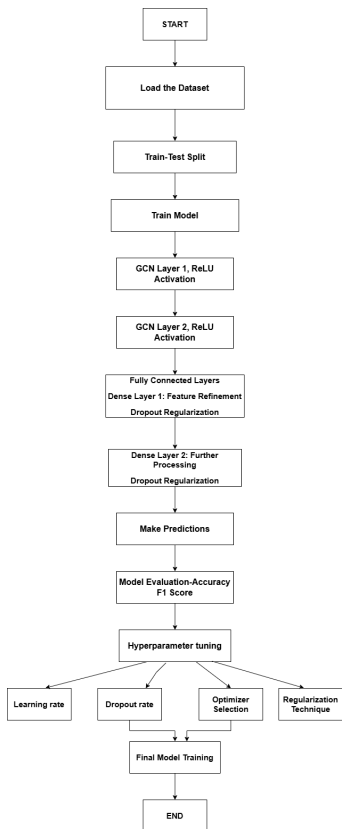 START
Load the Dataset
Train-Test Split
Train Model
GCN Layer 1, ReLU
Activation
GCN Layer 2, ReLU
Activation
Fully Connected Layers
Dense Layer 1: Feature Refinement
Dropout Regularization
Dense Layer 2: Further
Processing
Dropout Regularization
Make Predictions
Model Evaluation-Accuracy
F1 Score
Hyperparameter tuning
Learning rate
Dropout rate
Optimizer
Selection
Regularization
Technique
Final Model Training
END